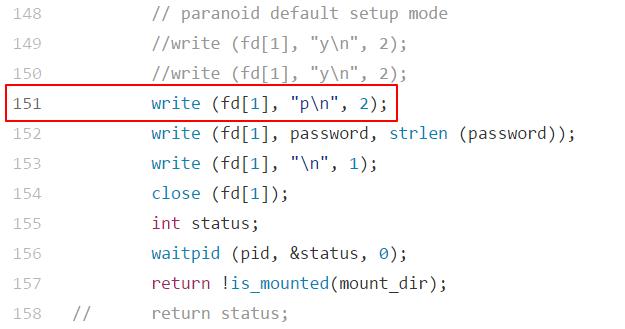 148 // paranoid default setup mode
149 //write (fd[1], "y\n", 2);
150 //write (fd[1], "y\n", 2);
151 write (fd[1], "p\n", 2);
152 write (fd[1], password, strlen (password));
153 write (fd[1], "\n", 1);
154 close (fd[1]);
155 int status;
156 waitpid (pid, &status, 0);
157 return !is_mounted(mount_dir);
158 // return status;